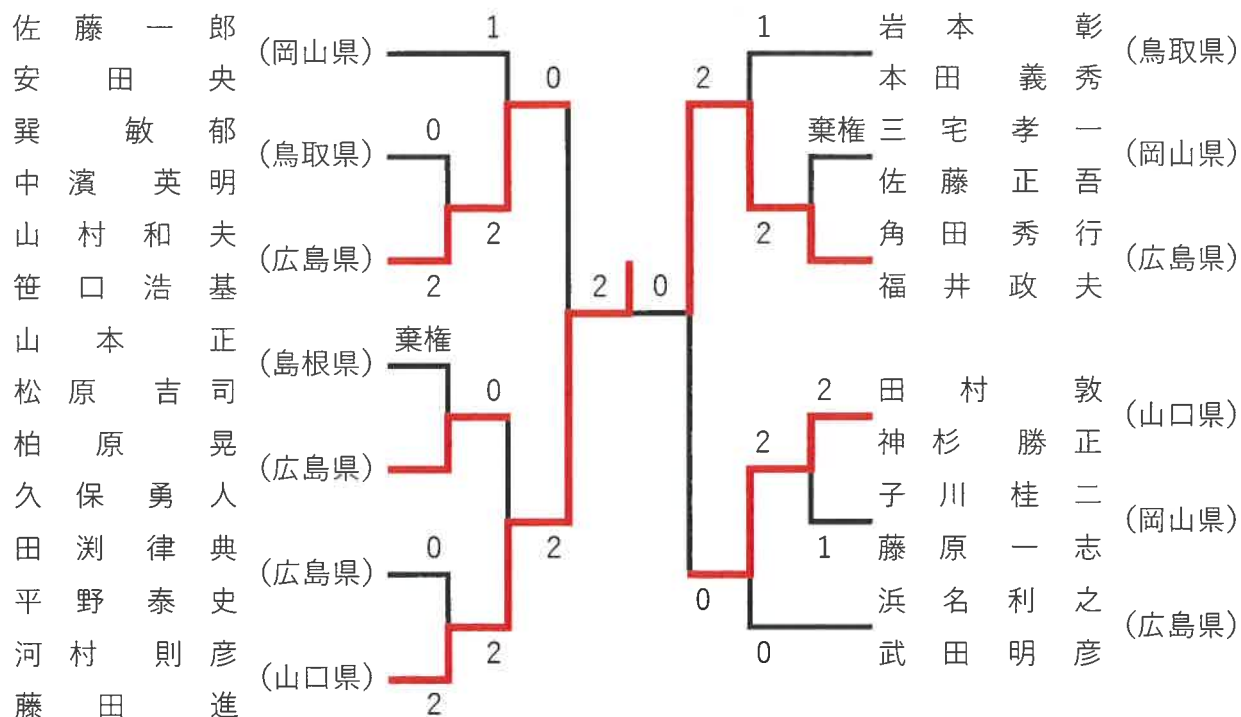 佐藤一郎
(岡山県)
安田央
巽敏郁
(鳥取県)
中濱英明
山村和夫
(広島県)
笹口浩基
山本正
(島根県)
松原吉司
柏原晃
(広島県)
久保勇人
田渕律典
(広島県)
平野泰史
河村則彦
(山口県)
藤田進
1
0
0
2
2
棄権
0
0
2
2
2
2
0
1
2
棄権
2
2
2
1
0
0
岩本彰
(鳥取県)
本田義秀
三宅孝一
(岡山県)
佐藤正吾
角田秀行
(広島県)
福井政夫
田村敦
(山口県)
神杉勝正
子川桂二
(岡山県)
藤原一志
浜名利之
(広島県)
武田明彦